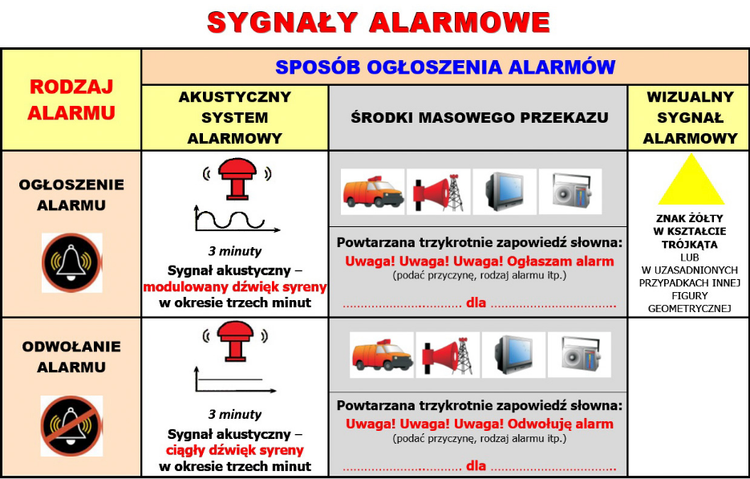 SYGNAŁY ALARMOWE
RODZAJ
ALARMU
SPOSÓB OGŁOSZENIA ALARMÓW
AKUSTYCZNY
SYSTEM
ALARMOWY
ŚRODKI MASOWEGO PRZEKAZU
WIZUALNY
SYGNAŁ
ALARMOWY
OGŁOSZENIE
ALARMU
3 minuty
Sygnał akustyczny –
modulowany dźwięk syreny
w okresie trzech minut
Powtarzana trzykrotnie zapowiedź słowna:
Uwaga! Uwaga! Uwaga! Ogłaszam alarm
(podać przyczynę, rodzaj alarmu itp.)
.............................. dla ................................
ZNAK ŻÓŁTY
W KSZTAŁCIE
TRÓJKĄTA
LUB
W UZASADNIONYCH
PRZYPADKACH INNEJ
FIGURY
GEOMETRYCZNEJ
ODWOŁANIE
ALARMU
3 minuty
Sygnał akustyczny –
ciągły dźwięk syreny
w okresie trzech minut
Powtarzana trzykrotnie zapowiedź słowna:
Uwaga! Uwaga! Uwaga! Odwołuję alarm
(podać przyczynę, rodzaj alarmu itp.)
.............................. dla ................................